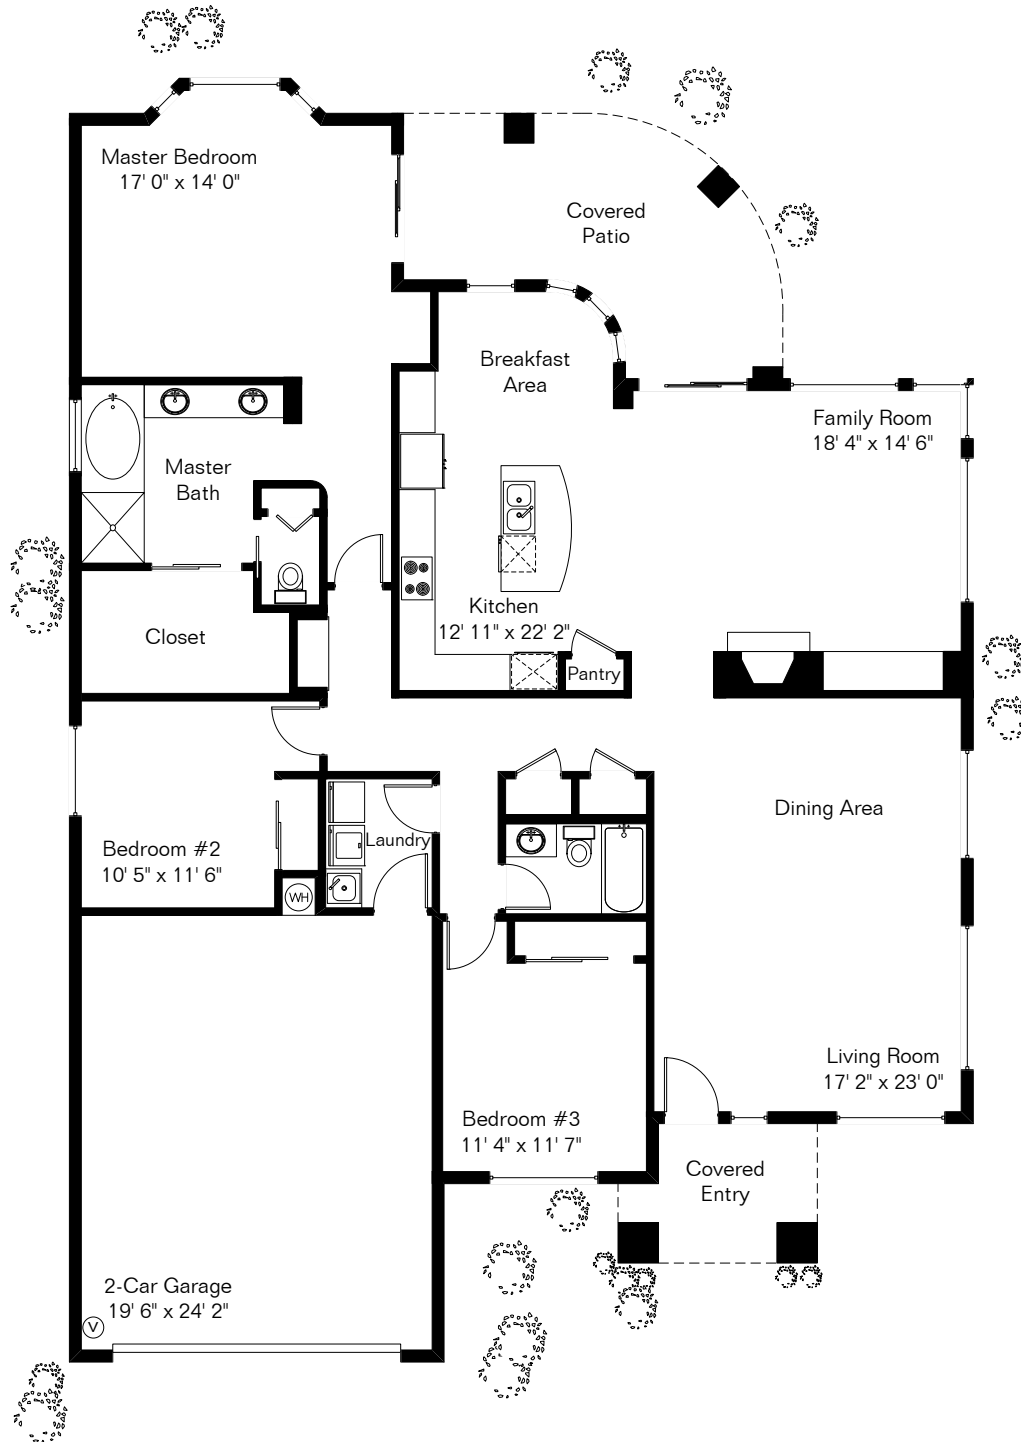 Master Bedroom
17' 0" x 14' 0"
Covered
Patio
Breakfast
Area
Family Room
18' 4" x 14' 6"
Master
Bath
Kitchen
12' 11" x 22' 2"
Closet
Pantry
Dining Area
Laundry
Bedroom #2
10' 5" x 11' 6"
WH
Living Room
17' 2" x 23' 0"
Bedroom #3
11' 4" x 11' 7"
Covered
Entry
2-Car Garage
19' 6" x 24' 2"
V